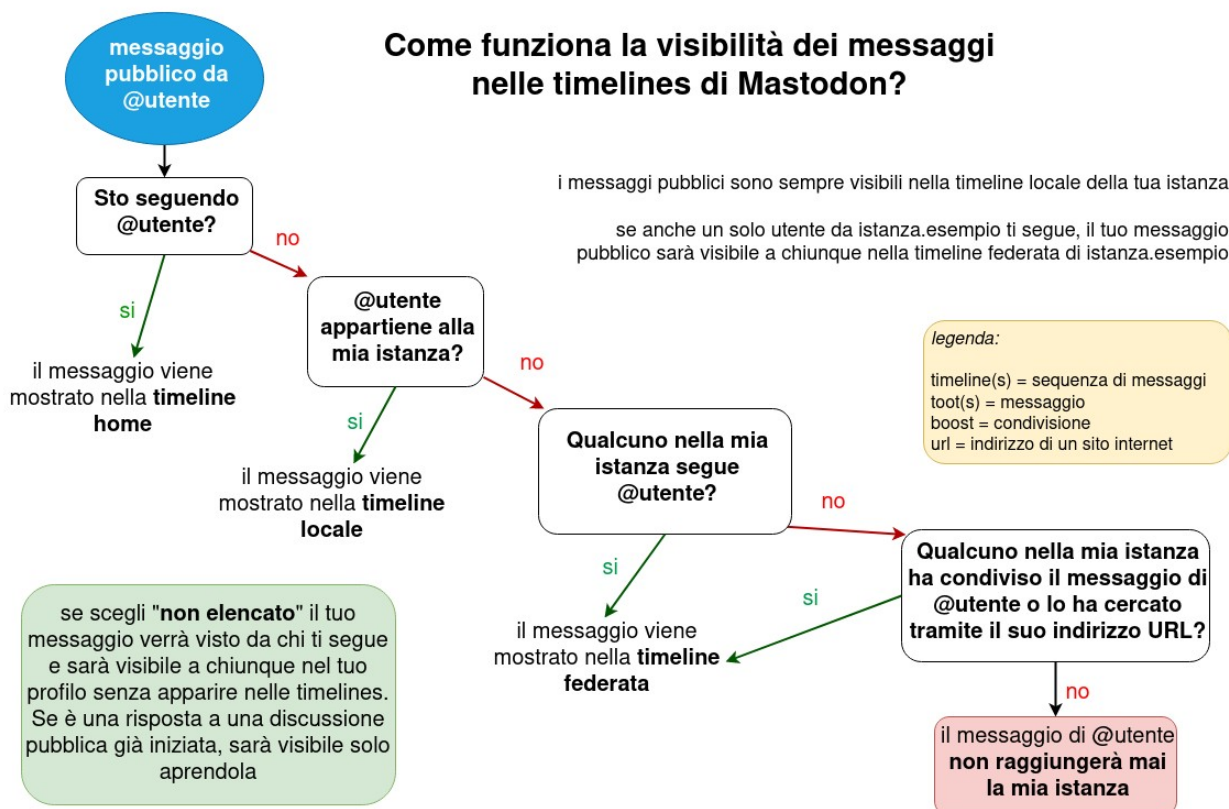 Come funziona la visibilità dei messaggi
nelle timelines di Mastodon?
messaggio
pubblico da
@utente
i messaggi pubblici sono sempre visibili nella timeline locale della tua istanza
se anche un solo utente da istanza.esempio ti segue, il tuo messaggio
pubblico sarà visibile a chiunque nella timeline federata di istanza.esempio
Sto seguendo
@utente?
no
si
il messaggio viene
mostrato nella timeline
home
@utente
appartiene alla
mia istanza?
no
si
il messaggio viene
mostrato nella timeline
locale
legenda:
timeline(s) = sequenza di messaggi
toot(s) = messaggio
boost = condivisione
url = indirizzo di un sito internet
Qualcuno nella mia
istanza segue
@utente?
no
si
il messaggio viene
mostrato nella timeline
federata
Qualcuno nella mia istanza
ha condiviso il messaggio di
@utente o lo ha cercato
tramite il suo indirizzo URL?
si
no
il messaggio di @utente
non raggiungerà mai
la mia istanza
se scegli "non elencato" il tuo
messaggio verrà visto da chi ti segue
e sarà visibile a chiunque nel tuo
profilo senza apparire nelle timelines.
Se è una risposta a una discussione
pubblica già iniziata, sarà visibile solo
aprendola